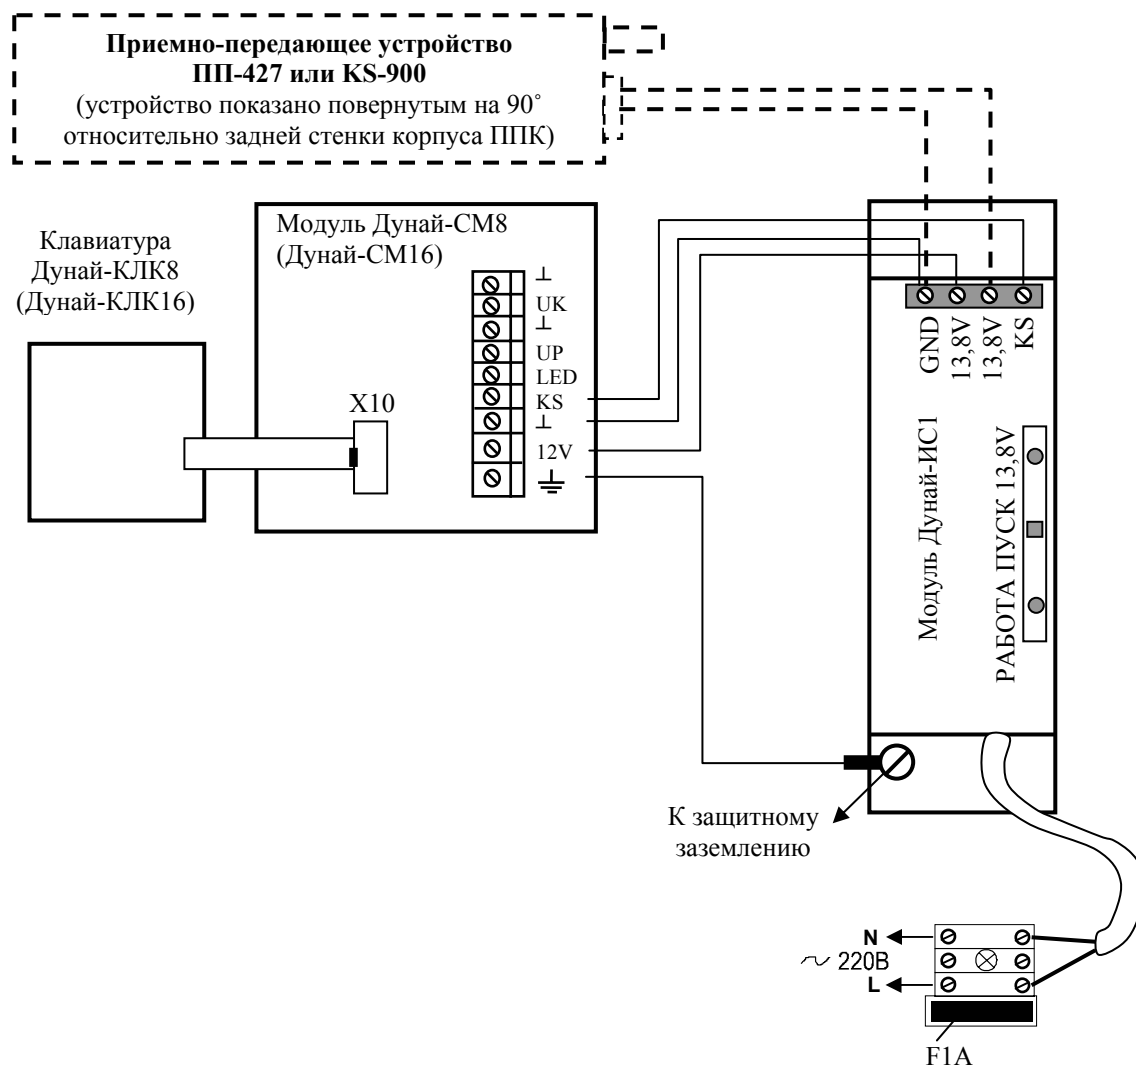 Приемно-передающее устройство
ПП-427 или KS-900
(устройство показано повернутым на 90˚
относительно задней стенки корпуса ППК)
Клавиатура
Дунай-КЛК8
(Дунай-КЛК16)
Модуль Дунай-СМ8
(Дунай-СМ16)
X10
⊥
UK
⊥
UP
LED
KS
⊥
12V
GND
13,8V
13,8V
KS
Модуль Дунай-ИС1
РАБОТА ПУСК 13,8V
К защитному
заземлению
N
~ 220В
L
F1A